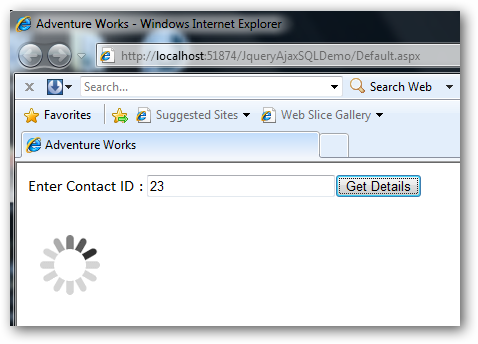 Adventure Works - Windows Internet Explorer
http://localhost:51874/JqueryAjaxSQLDemo/Default.aspx
Search... Search Web
Favorites Suggested Sites Web Slice Gallery
Adventure Works
Enter Contact ID : 23 Get Details